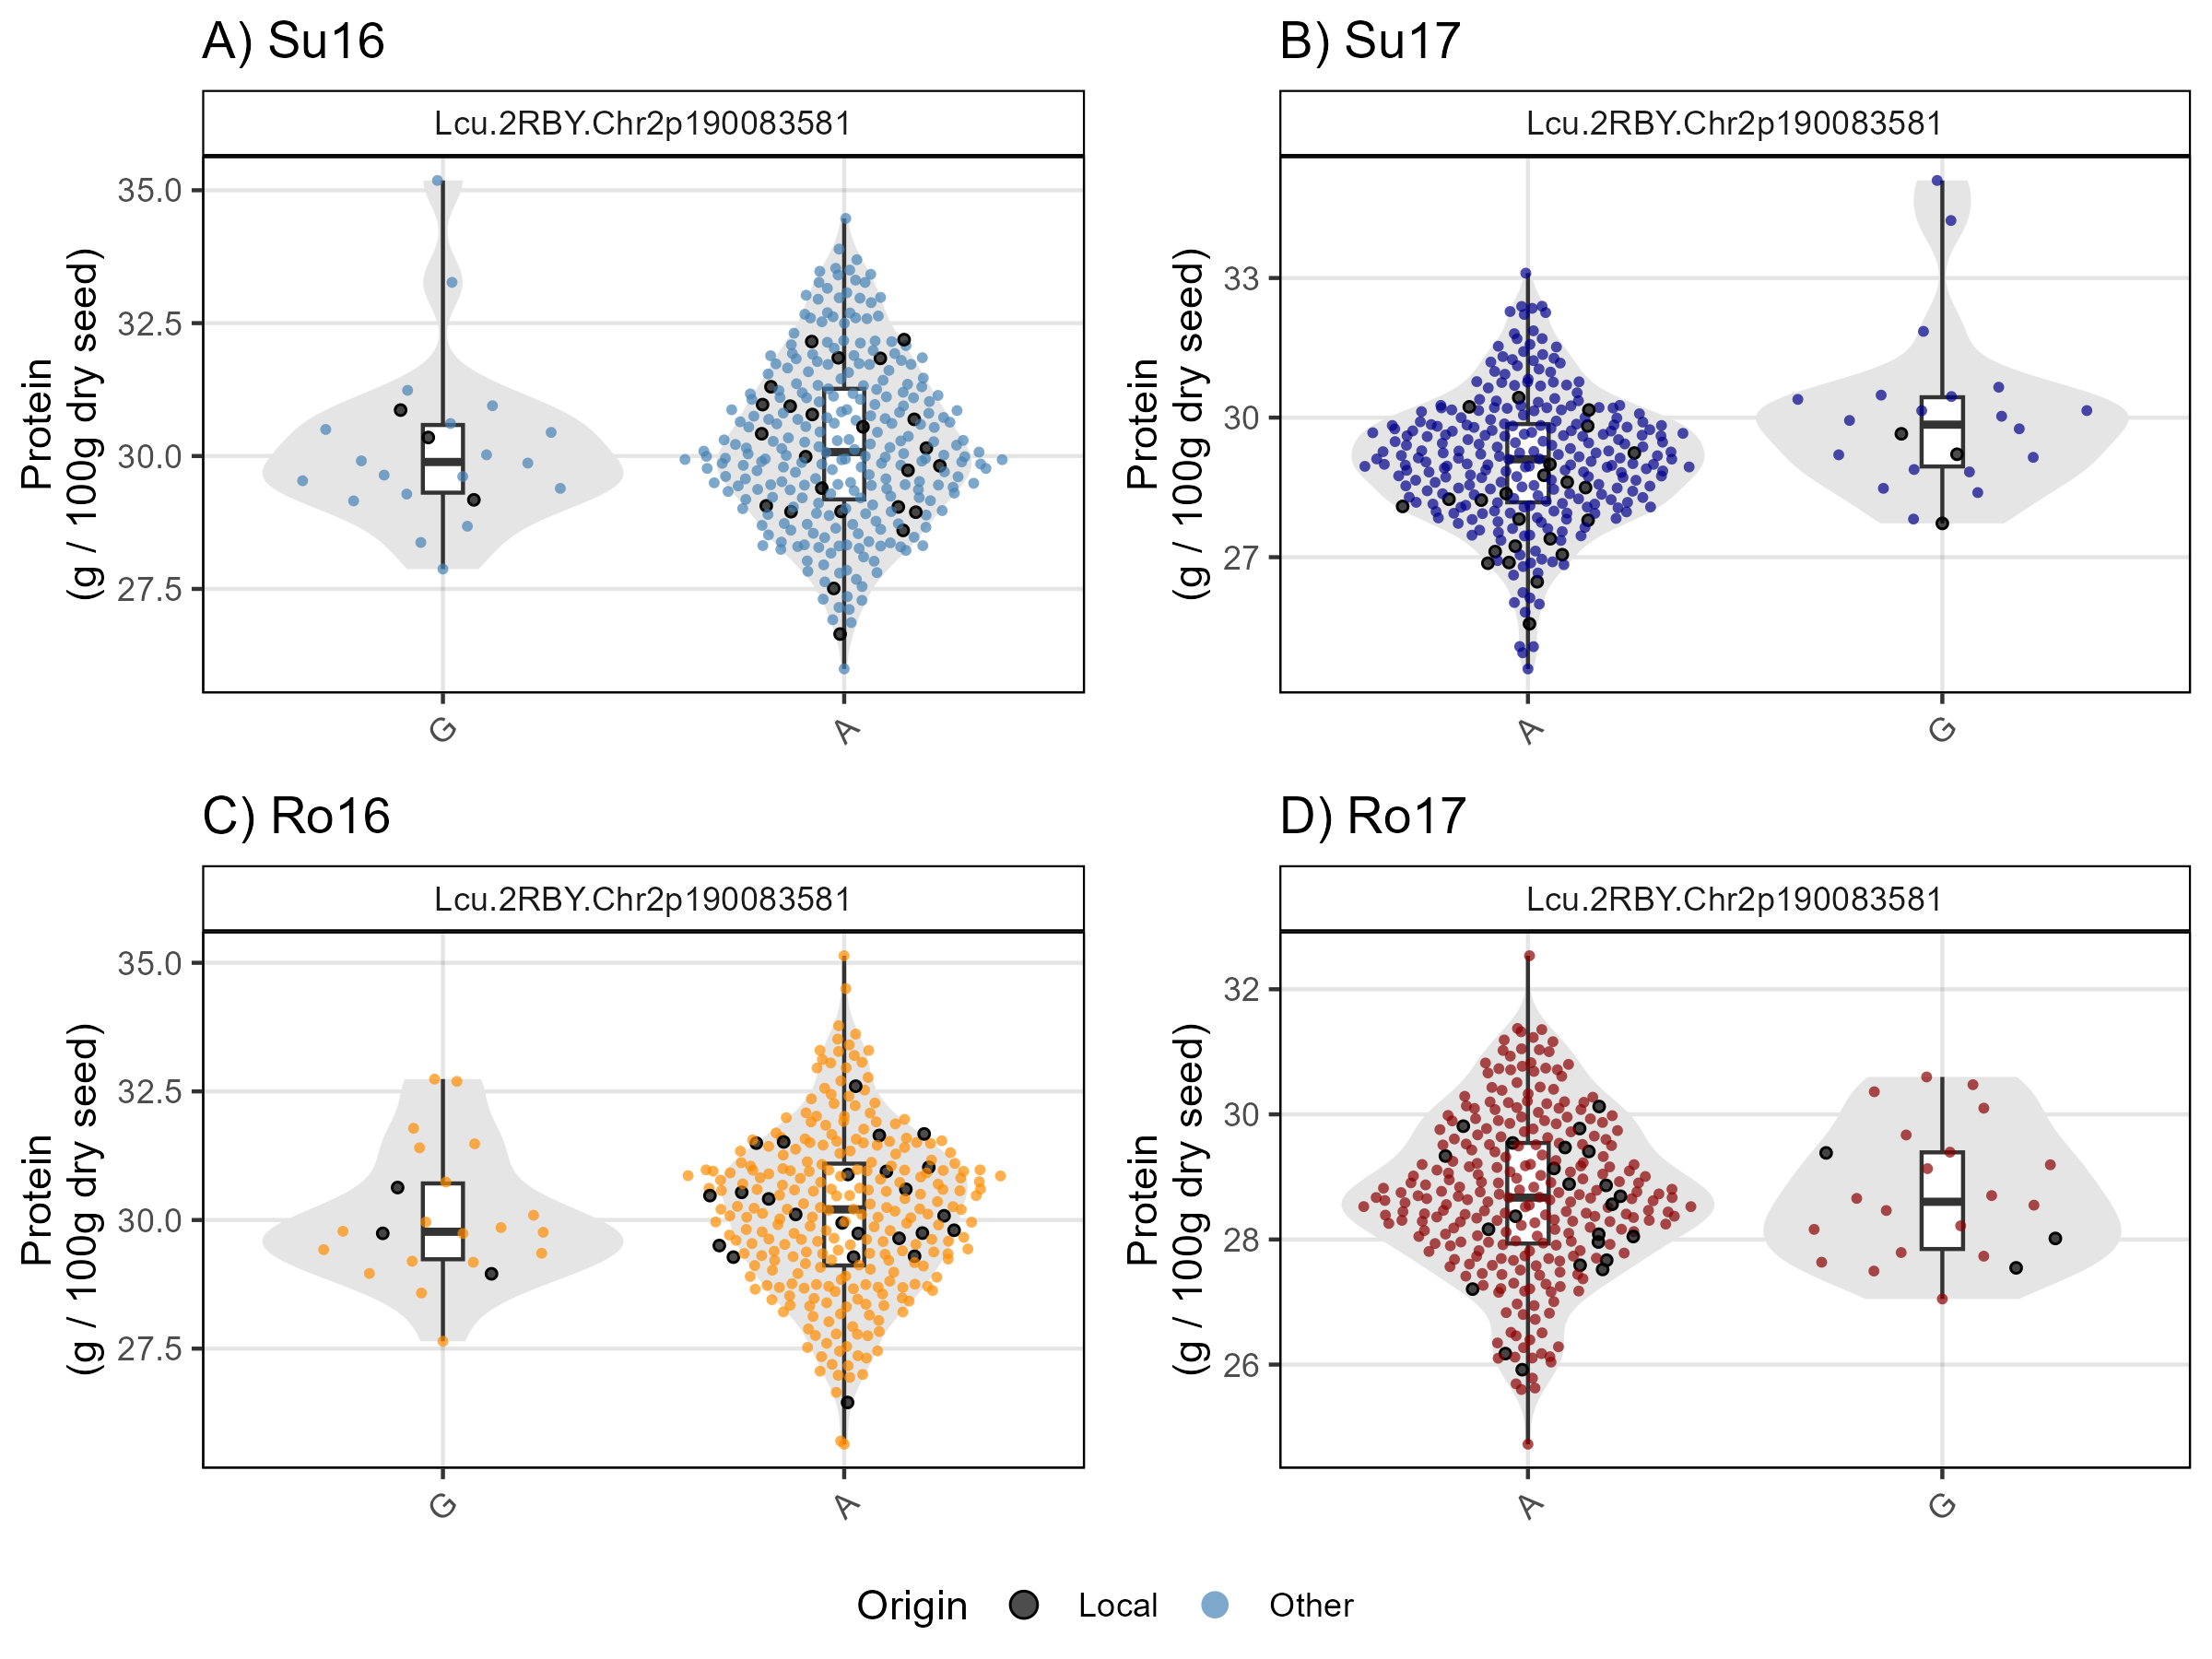 A) Su16
Lcu.2RBY.Chr2p190083581
Protein
(g / 100g dry seed)
35.0
32.5
30.0
27.5
G
A
B) Su17
Lcu.2RBY.Chr2p190083581
Protein
(g / 100g dry seed)
33
30
27
A
G
C) Ro16
Lcu.2RBY.Chr2p190083581
Protein
(g / 100g dry seed)
35.0
32.5
30.0
27.5
G
A
D) Ro17
Lcu.2RBY.Chr2p190083581
Protein
(g / 100g dry seed)
32
30
28
26
A
G
Origin Local Other